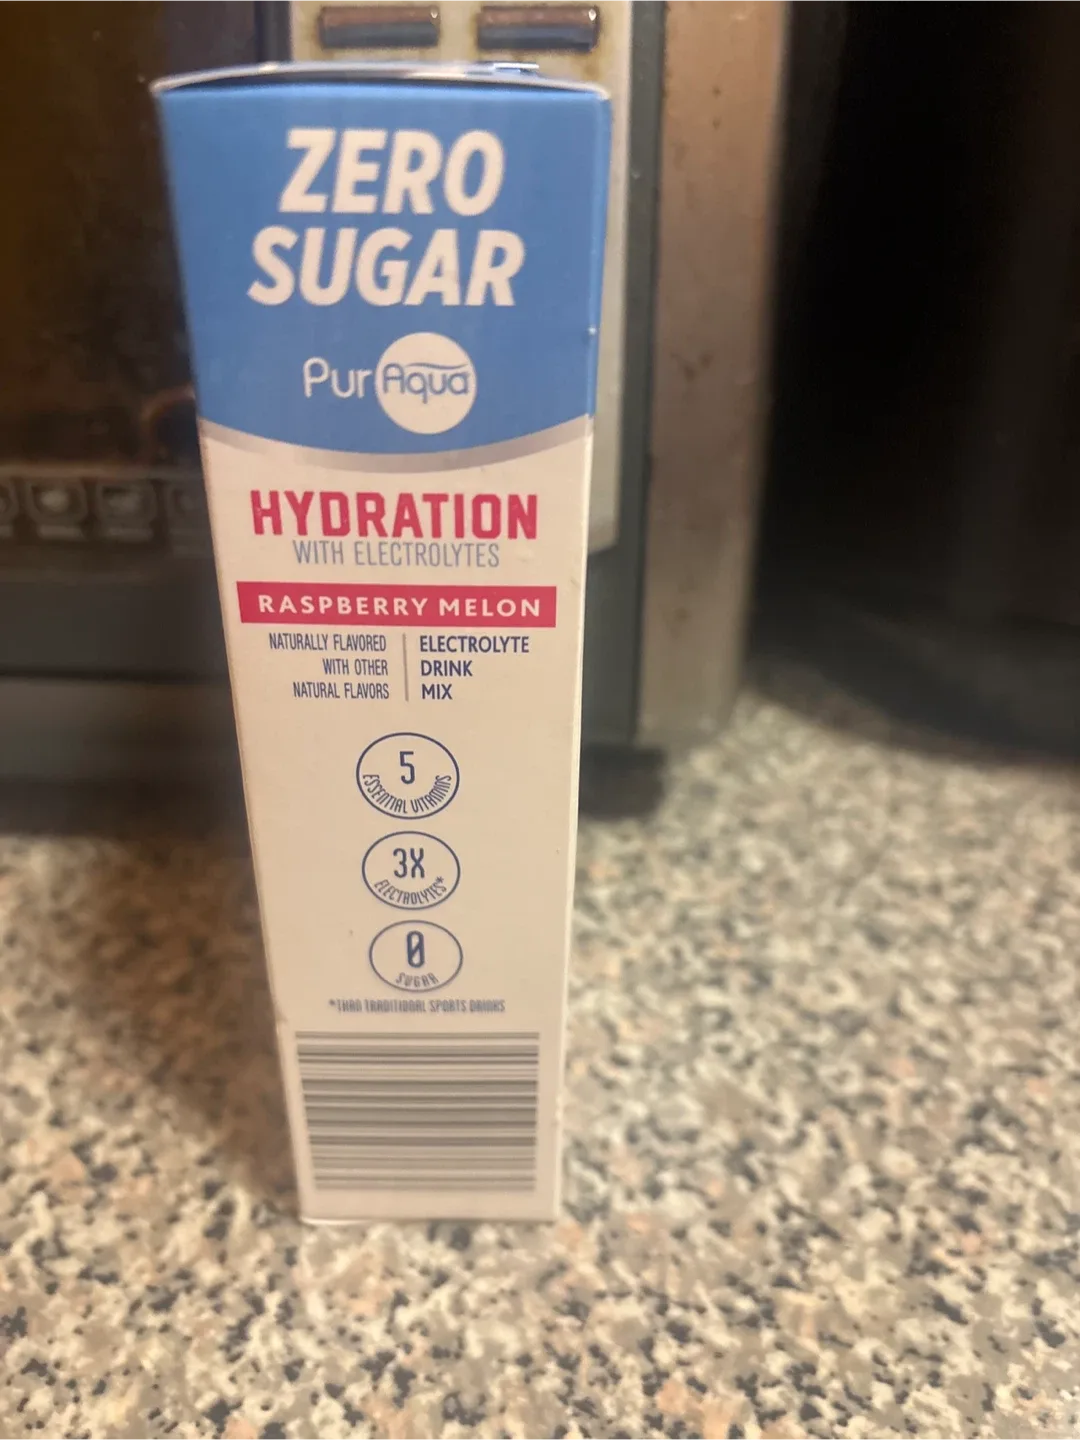 ZERO
SUGAR
PurAqua
HYDRATION
WITH ELECTROLYTES
RASPBERRY MELON
NATURALLY FLAVORED
WITH OTHER
NATURAL FLAVORS
ELECTROLYTE
DRINK
MIX
5
ESSENTIAL VITAMINS
3X
ELECTROLYTES*
0
SUGAR
*THAN TRADITIONAL SPORTS DRINKS